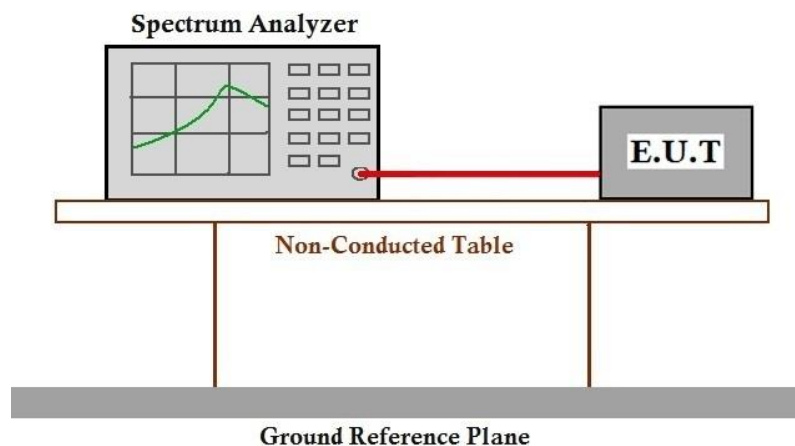 Spectrum Analyzer
E.U.T
Non-Conducted Table
Ground Reference Plane